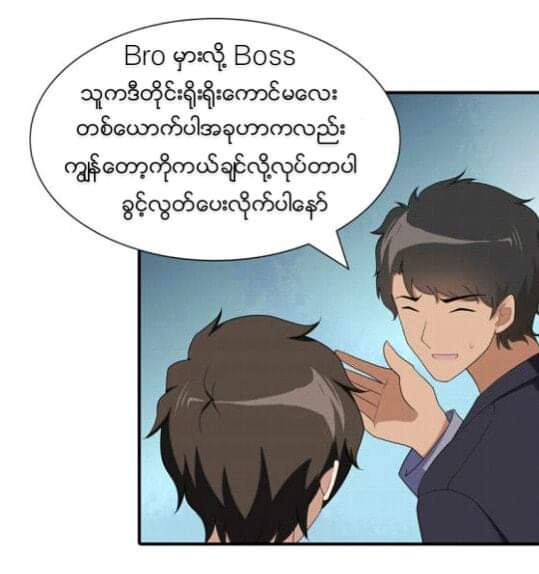 Bro မှားလို့ Boss
သူကဒီတိုင်းရိုးရိုးကောင်မလေး
တစ်ယောက်ပါအခုဟာကလည်း
ကျွန်တော့ကိုကယ်ချင်လို့လုပ်တာပါ
ခွင့်လွတ်ပေးလိုက်ပါနော်